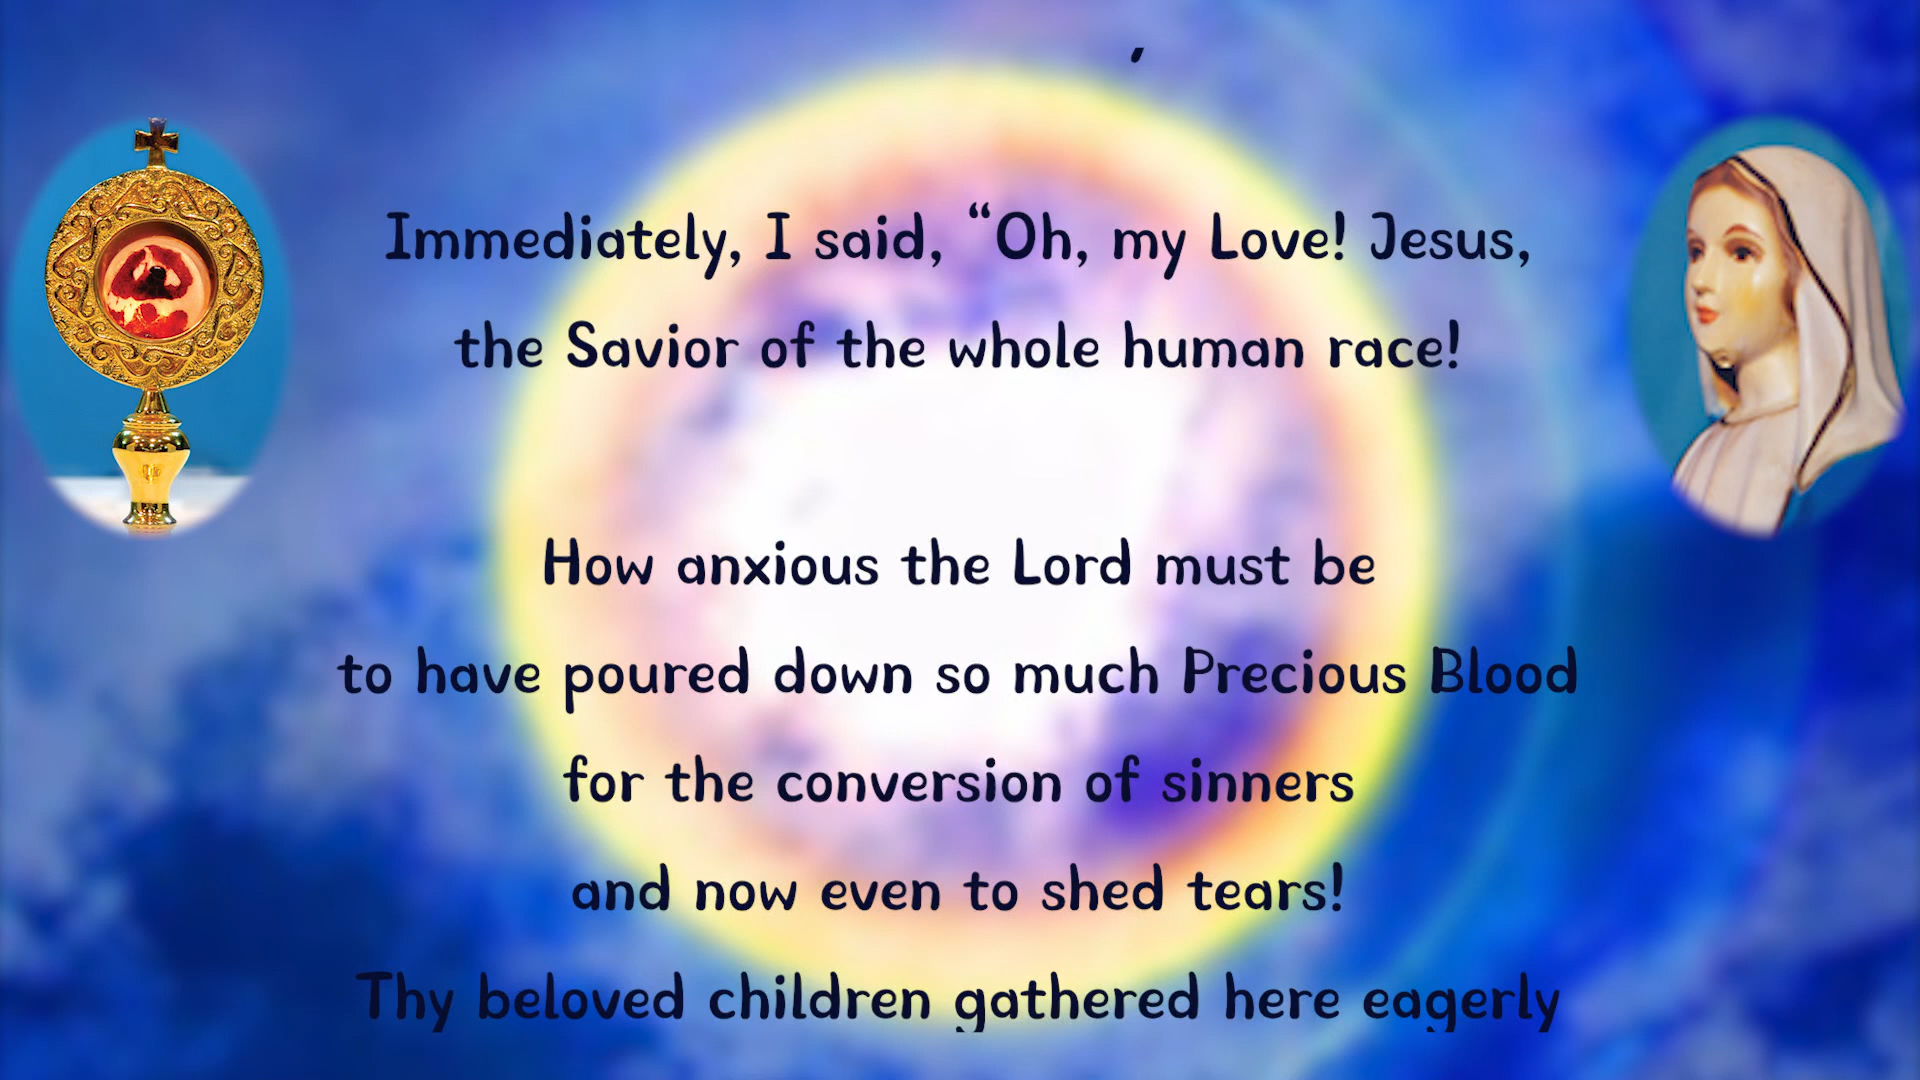 Immediately, I said, “Oh, my Love! Jesus,
the Savior of the whole human race!
How anxious the Lord must be
to have poured down so much Precious Blood
for the conversion of sinners
and now even to shed tears!
Thy beloved children gathered here eagerly